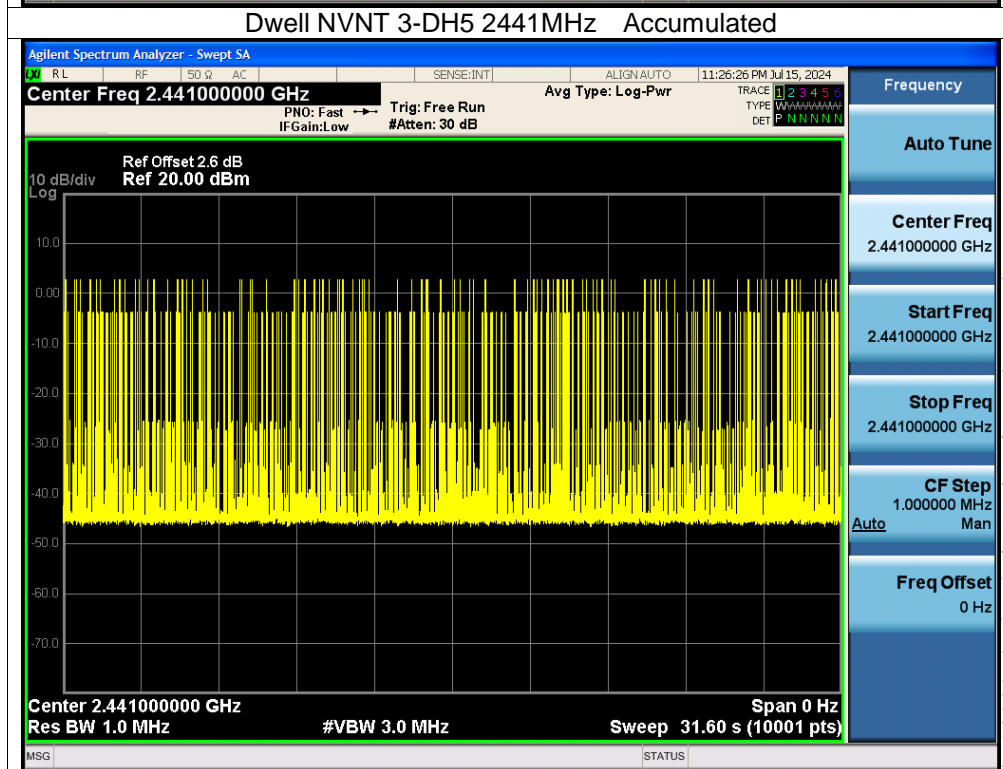 Dwell NVNT 3-DH5 2441MHz Accumulated
Agilent Spectrum Analyzer - Swept SA
LXI RL RF 50 Ω AC SENSE:INT ALIGN AUTO 11:26:26 PM Jul 15, 2024
Center Freq 2.441000000 GHz Avg Type: Log-Pwr TRACE 1 2 3 4 5 6
PNO: Fast Trig: Free Run TYPE WWWWWW
IFGain:Low #Atten: 30 dB DET P N N N N N
Ref Offset 2.6 dB
10 dB/div Ref 20.00 dBm
Log
10.0
0.00
-10.0
-20.0
-30.0
-40.0
-50.0
-60.0
-70.0
Center 2.441000000 GHz Span 0 Hz
Res BW 1.0 MHz #VBW 3.0 MHz Sweep 31.60 s (10001 pts)
MSG STATUS
Frequency
Auto Tune
Center Freq
2.441000000 GHz
Start Freq
2.441000000 GHz
Stop Freq
2.441000000 GHz
CF Step
1.000000 MHz
Auto Man
Freq Offset
0 Hz